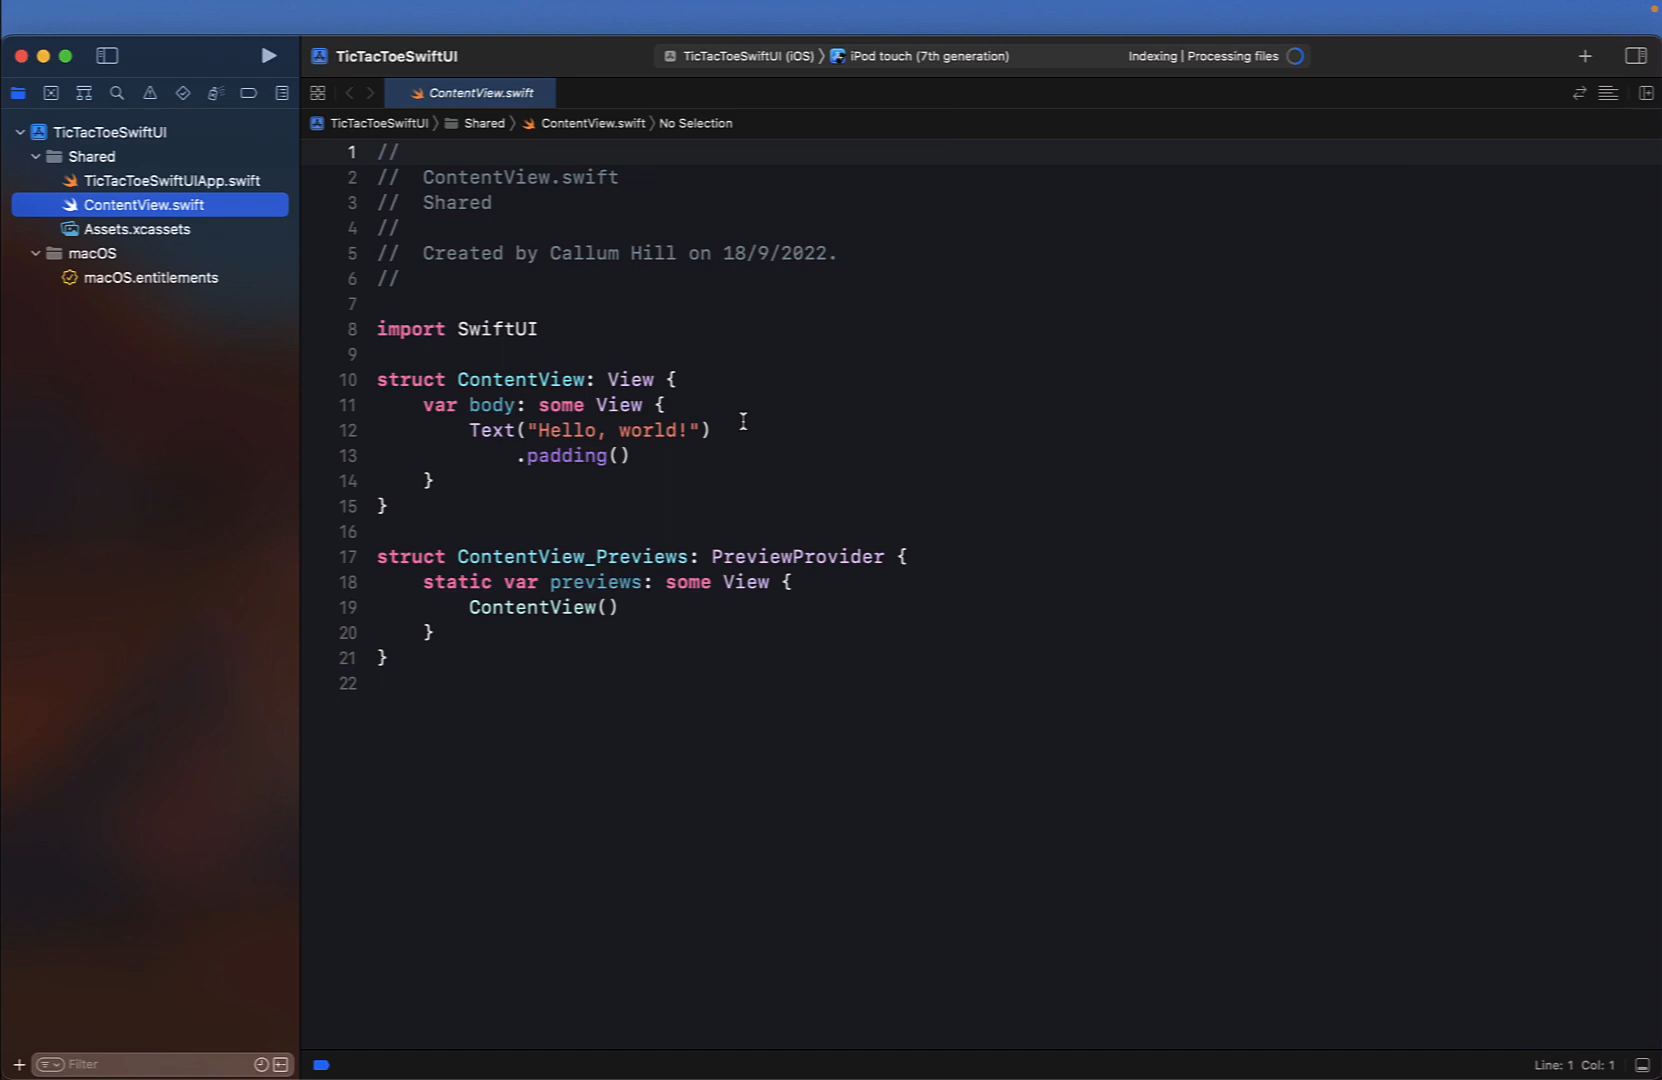 TicTacToeSwiftUI
TicTacToeSwiftUI (iOS) 〉 iPod touch (7th generation)
Indexing | Processing files
ContentView.swift
TicTacToeSwiftUI 〉 Shared 〉 ContentView.swift 〉 No Selection
TicTacToeSwiftUI
Shared
TicTacToeSwiftUIApp.swift
ContentView.swift
Assets.xcassets
macOS
macOS.entitlements
1 //
2 //  ContentView.swift
3 //  Shared
4 //
5 //  Created by Callum Hill on 18/9/2022.
6 //
7
8 import SwiftUI
9
10 struct ContentView: View {
11     var body: some View {
12         Text("Hello, world!")
13             .padding()
14     }
15 }
16
17 struct ContentView_Previews: PreviewProvider {
18     static var previews: some View {
19         ContentView()
20     }
21 }
22
Filter
Line: 1 Col: 1